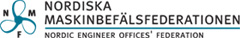 N M F
NORDISKA
MASKINBEFÄLSFEDERATIONEN
NORDIC ENGINEER OFFICES' FEDERATION